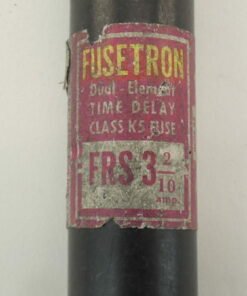 FUSETRON
Dual - Element
TIME DELAY
CLASS K5 FUSE
FRS 3 2/10
amp.